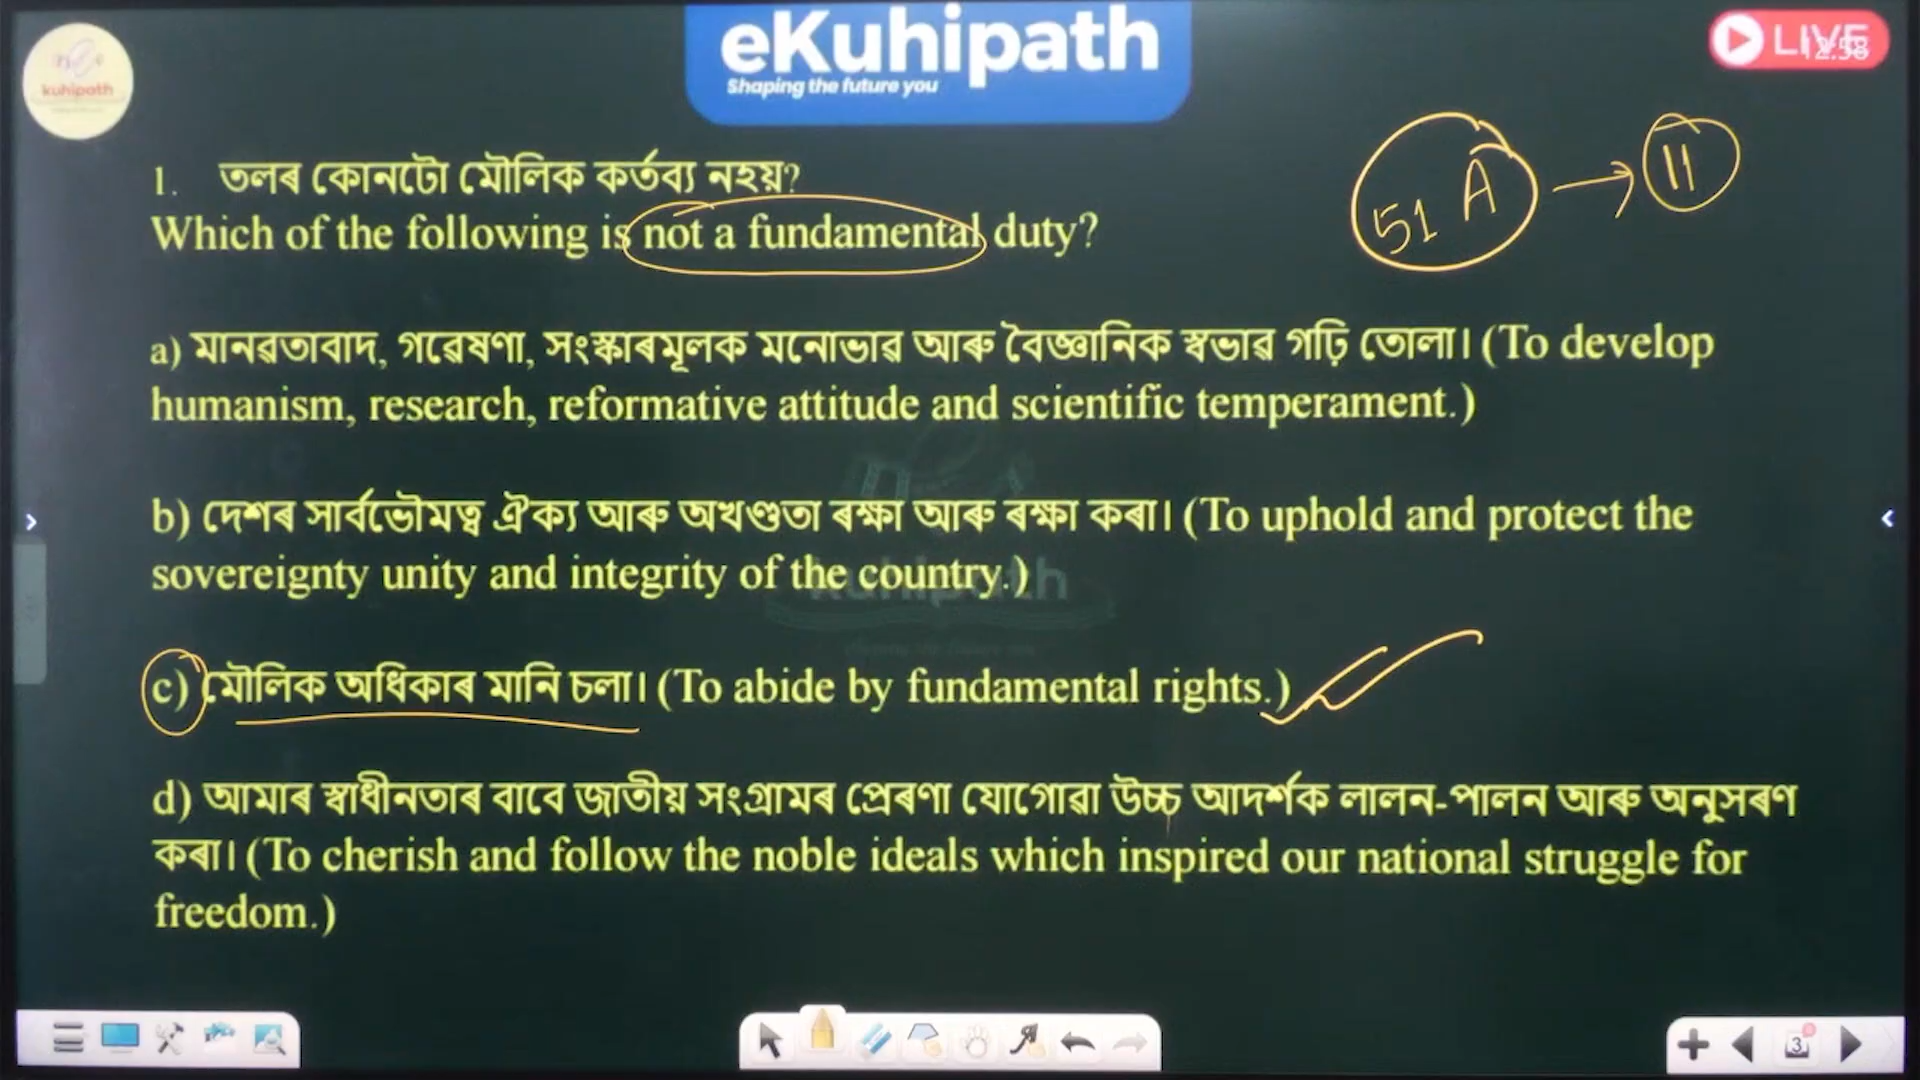 eKuhipath
Shaping the future you
kuhipath
LIVE
12:58
51 A → 11
1. তলৰ কোনটো মৌলিক কৰ্তব্য নহয়?
Which of the following is not a fundamental duty?
a) মানৱতাবাদ, গৱেষণা, সংস্কাৰমূলক মনোভাৱ আৰু বৈজ্ঞানিক স্বভাৱ গঢ়ি তোলা। (To develop
humanism, research, reformative attitude and scientific temperament.)
b) দেশৰ সাৰ্বভৌমত্ব ঐক্য আৰু অখণ্ডতা ৰক্ষা আৰু ৰক্ষা কৰা। (To uphold and protect the
sovereignty unity and integrity of the country.)
kuhipath
c) মৌলিক অধিকাৰ মানি চলা। (To abide by fundamental rights.)
d) আমাৰ স্বাধীনতাৰ বাবে জাতীয় সংগ্ৰামৰ প্ৰেৰণা যোগোৱা উচ্চ আদৰ্শক লালন-পালন আৰু অনুসৰণ
কৰা। (To cherish and follow the noble ideals which inspired our national struggle for
freedom.)
3